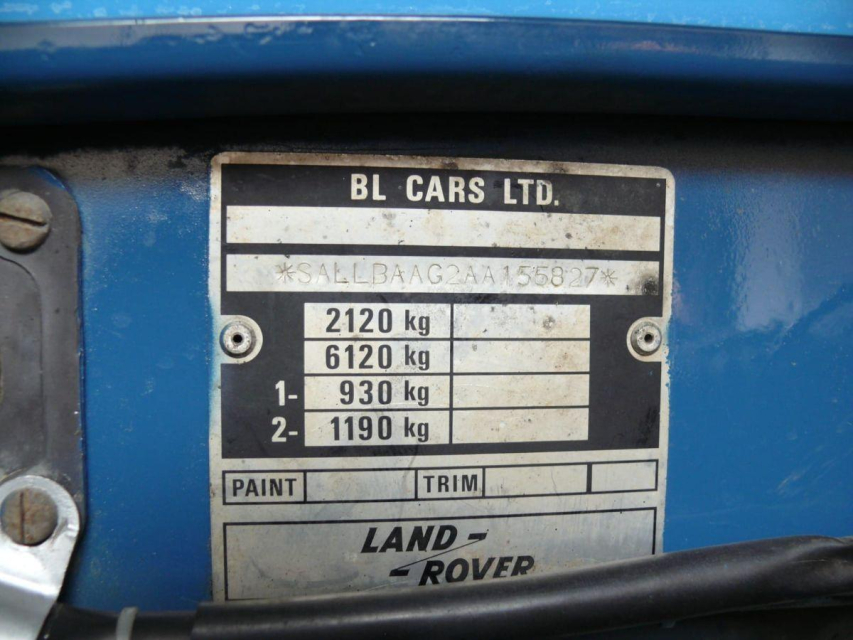 BL CARS LTD.
*SALLBAAG2AA155827*
2120 kg
6120 kg
1- 930 kg
2- 1190 kg
PAINT TRIM
LAND-
-ROVER